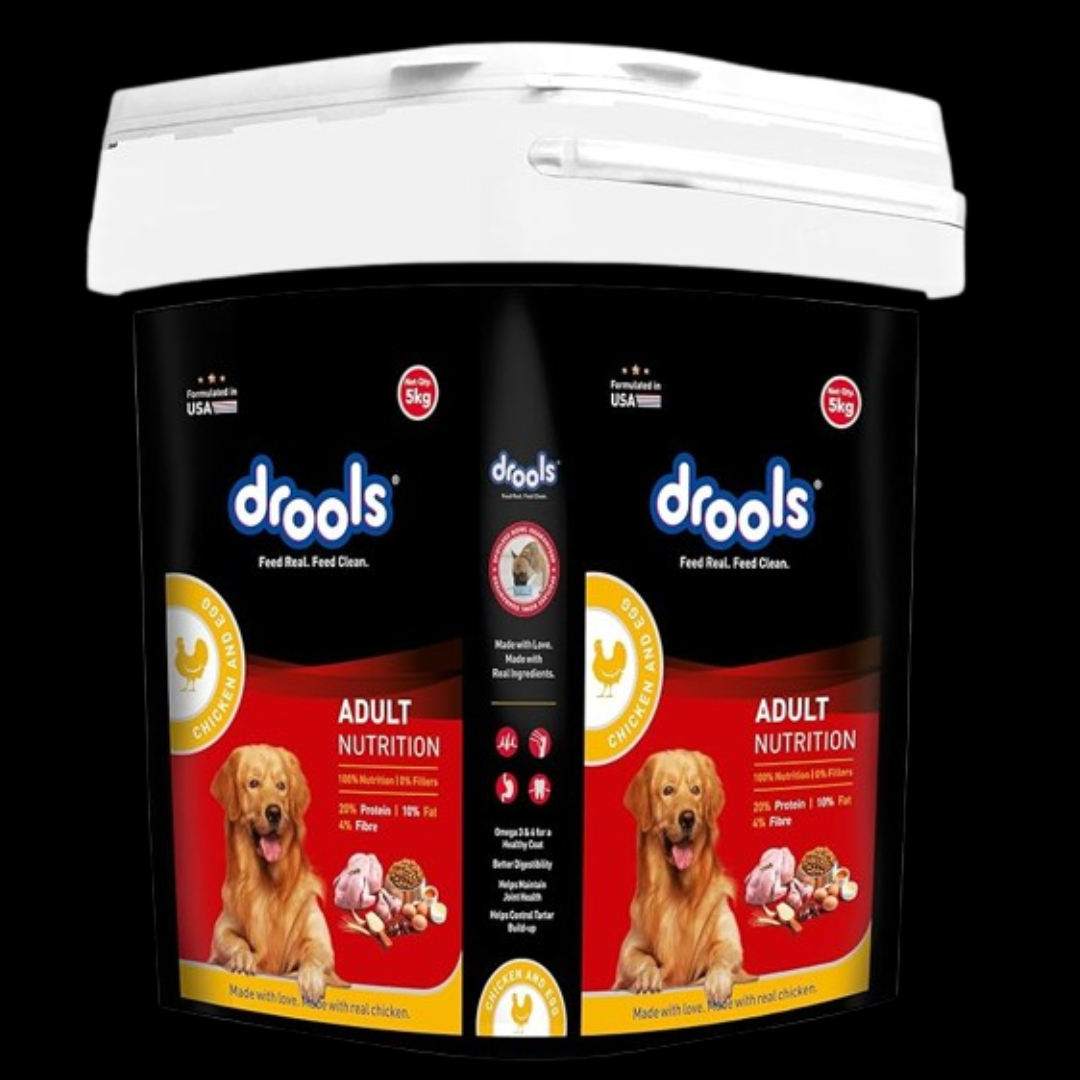 Formulated in
USA
Net Qty.
5kg
drools®
Feed Real. Feed Clean.
CHICKEN AND EGG
ADULT
NUTRITION
100% Nutrition | 0% Fillers
20% Protein | 10% Fat
4% Fibre
Made with love. Made with real chicken.
drools
Feed Real. Feed Clean.
Made with Love.
Made with
Real Ingredients.
Omega 3 & 6 for a
Healthy Coat
Better Digestibility
Helps Maintain
Joint Health
Helps Control Tartar
Build-up
CHICKEN AND EGG
Formulated in
USA
Net Qty.
5kg
drools®
Feed Real. Feed Clean.
CHICKEN AND EGG
ADULT
NUTRITION
100% Nutrition | 0% Fillers
20% Protein | 10% Fat
4% Fibre
Made with love. Made with real chicken.